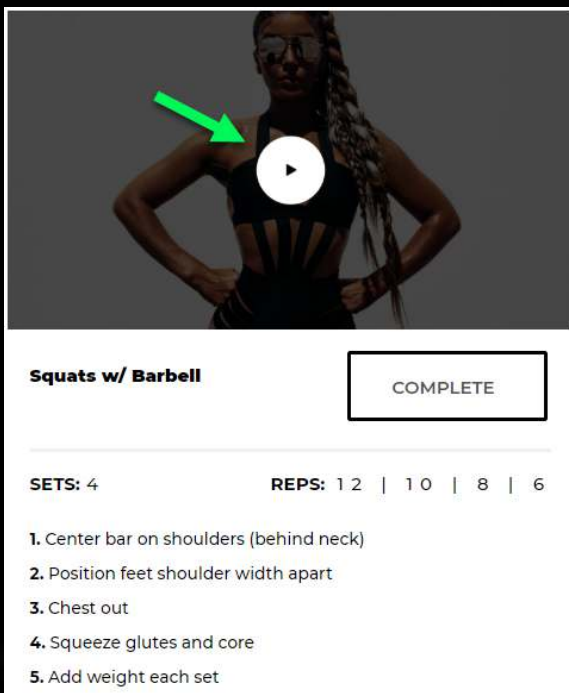 Squats w/ Barbell
COMPLETE
SETS: 4
REPS: 12 | 10 | 8 | 6
1. Center bar on shoulders (behind neck)
2. Position feet shoulder width apart
3. Chest out
4. Squeeze glutes and core
5. Add weight each set